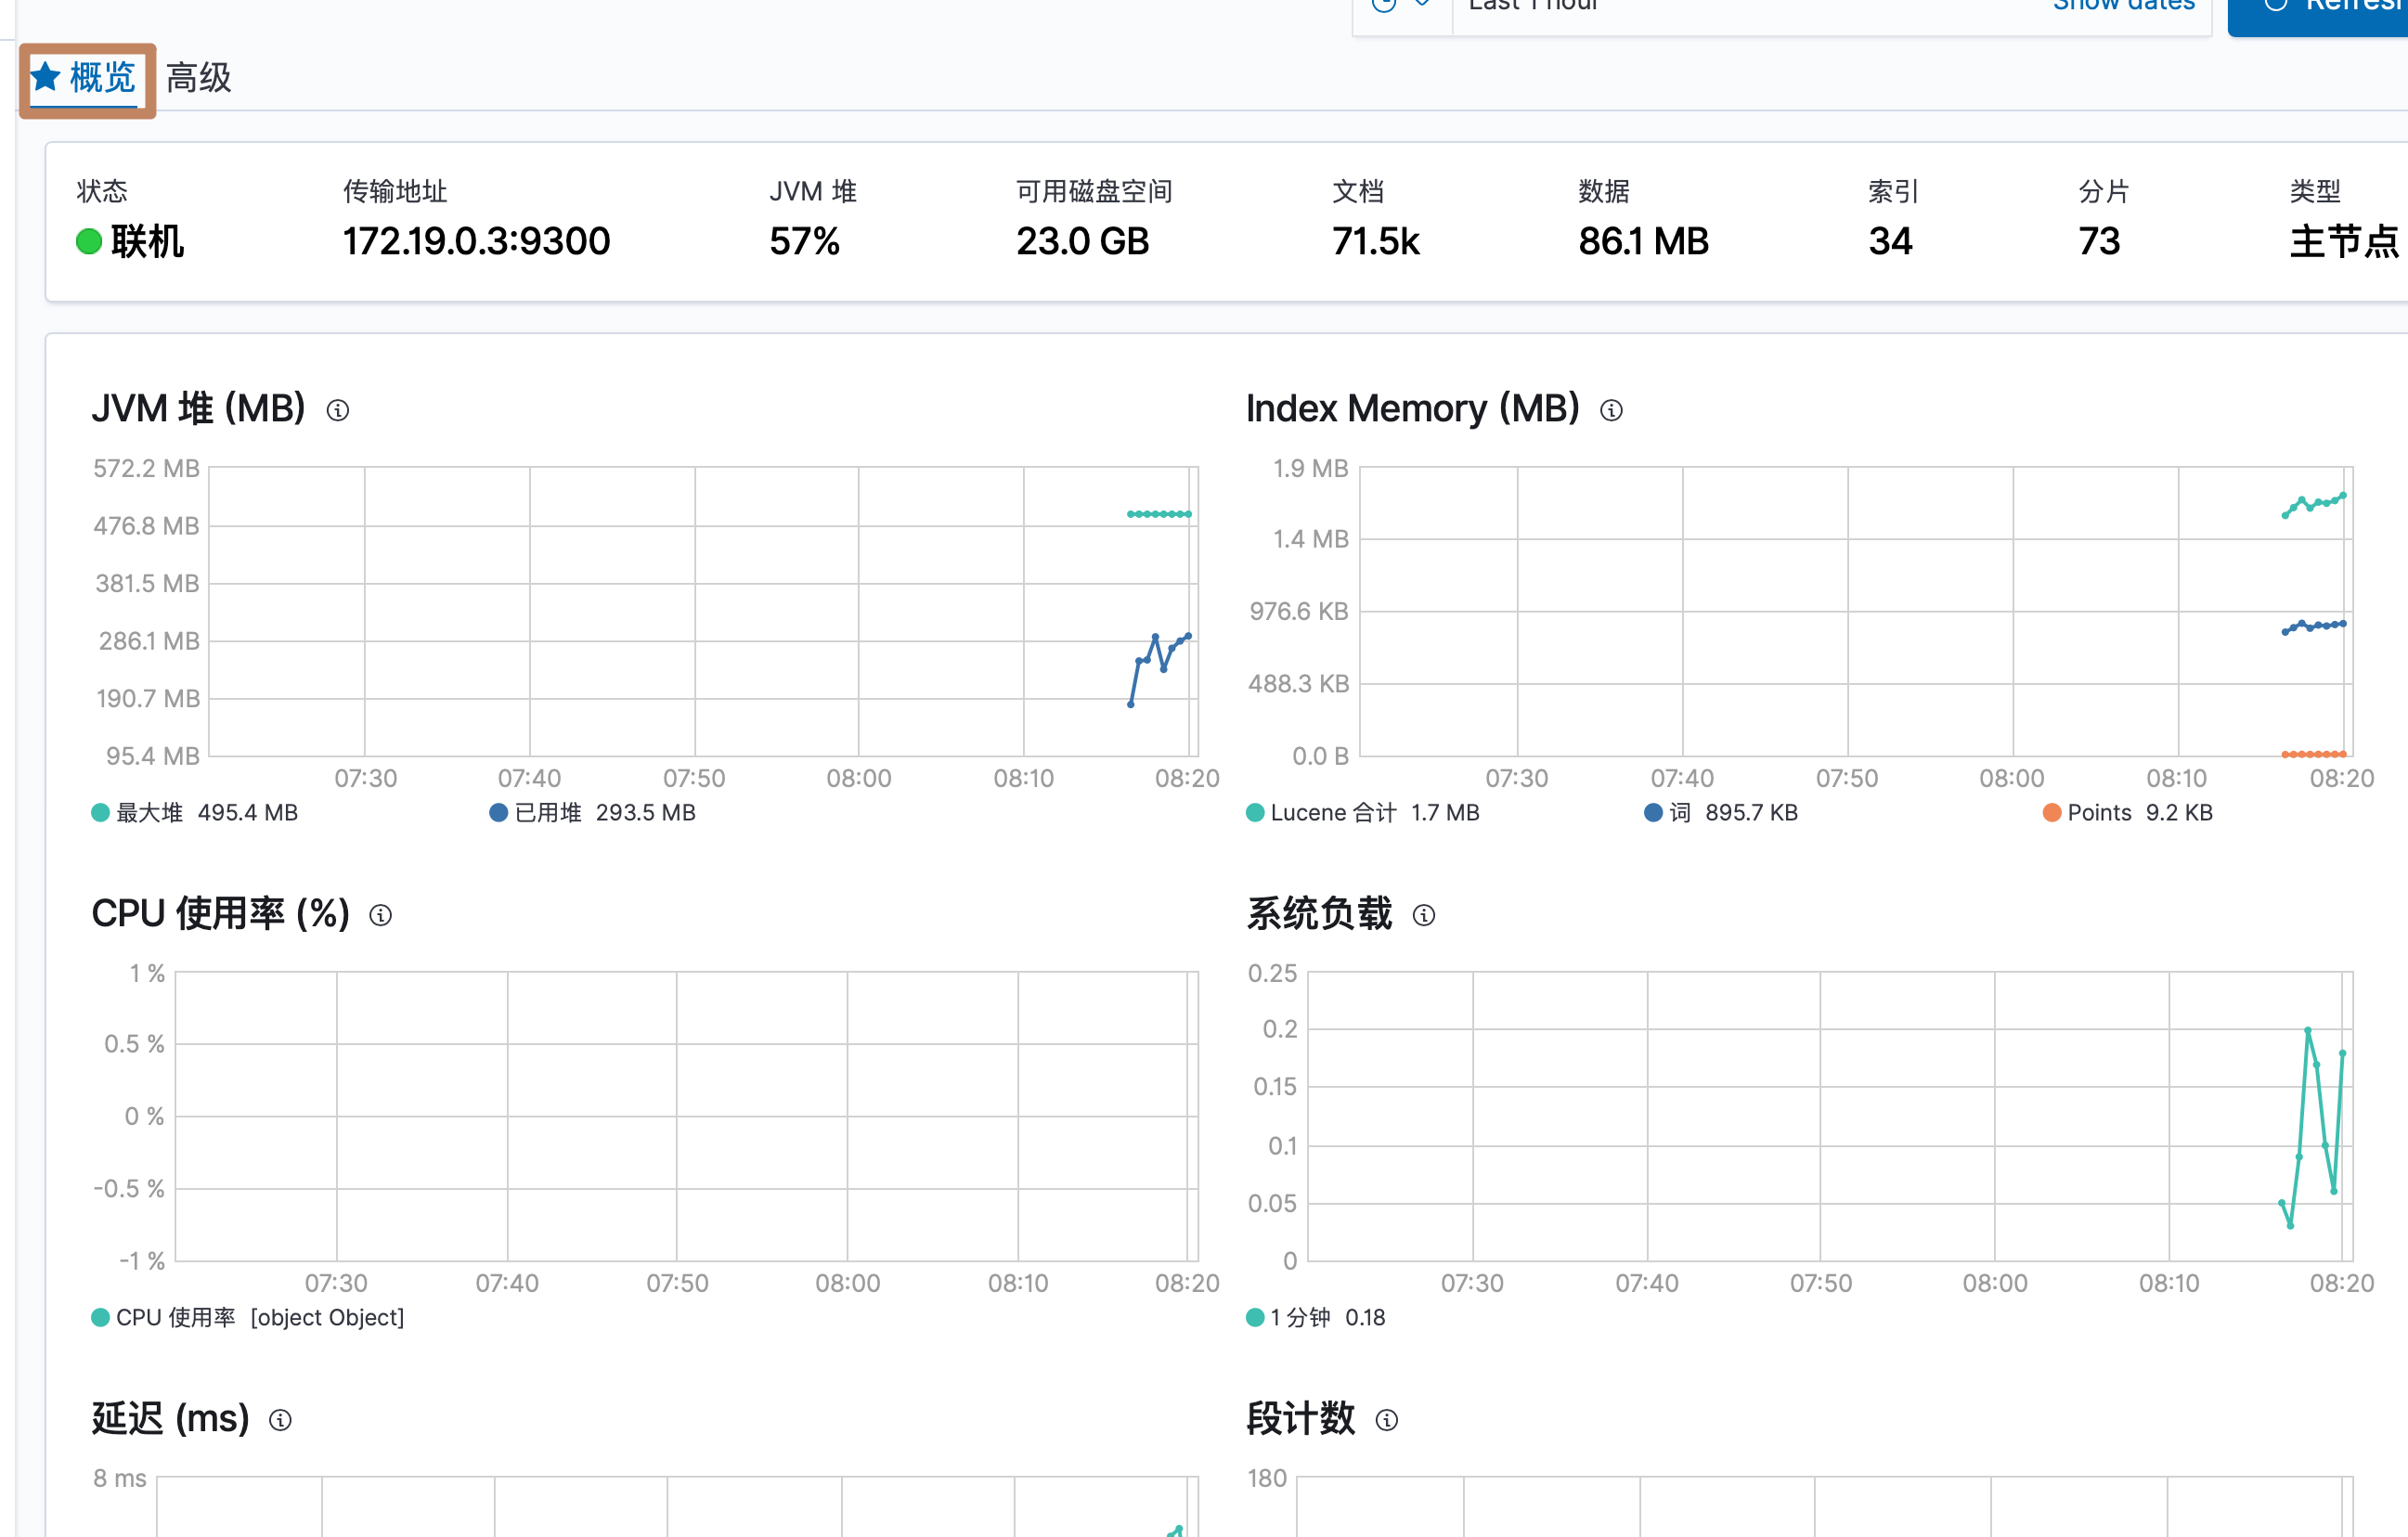 Last 1 hour
Show dates
Refresh
概览 高级
状态 传输地址 JVM 堆 可用磁盘空间 文档 数据 索引 分片 类型
联机 172.19.0.3:9300 57% 23.0 GB 71.5k 86.1 MB 34 73 主节点
JVM 堆 (MB)
572.2 MB
476.8 MB
381.5 MB
286.1 MB
190.7 MB
95.4 MB
07:30 07:40 07:50 08:00 08:10 08:20
最大堆 495.4 MB 已用堆 293.5 MB
Index Memory (MB)
1.9 MB
1.4 MB
976.6 KB
488.3 KB
0.0 B
07:30 07:40 07:50 08:00 08:10 08:20
Lucene 合计 1.7 MB 词 895.7 KB Points 9.2 KB
CPU 使用率 (%)
1 %
0.5 %
0 %
-0.5 %
-1 %
07:30 07:40 07:50 08:00 08:10 08:20
CPU 使用率 [object Object]
系统负载
0.25
0.2
0.15
0.1
0.05
0
07:30 07:40 07:50 08:00 08:10 08:20
1 分钟 0.18
延迟 (ms)
8 ms
段计数
180